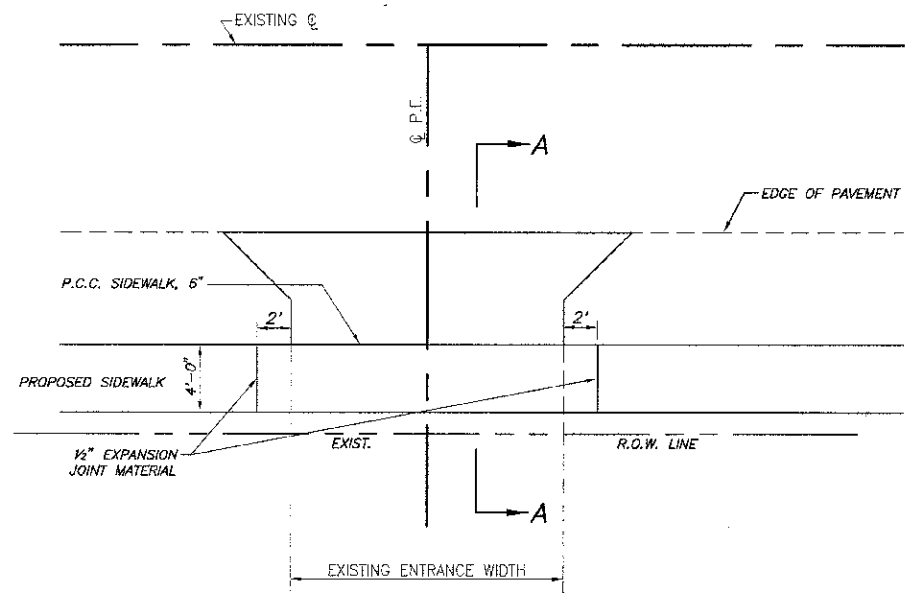 EXISTING ℄
℄ P.E.
A
EDGE OF PAVEMENT
P.C.C. SIDEWALK, 6"
2'
2'
4'-0"
PROPOSED SIDEWALK
½" EXPANSION
JOINT MATERIAL
EXIST.
R.O.W. LINE
A
EXISTING ENTRANCE WIDTH